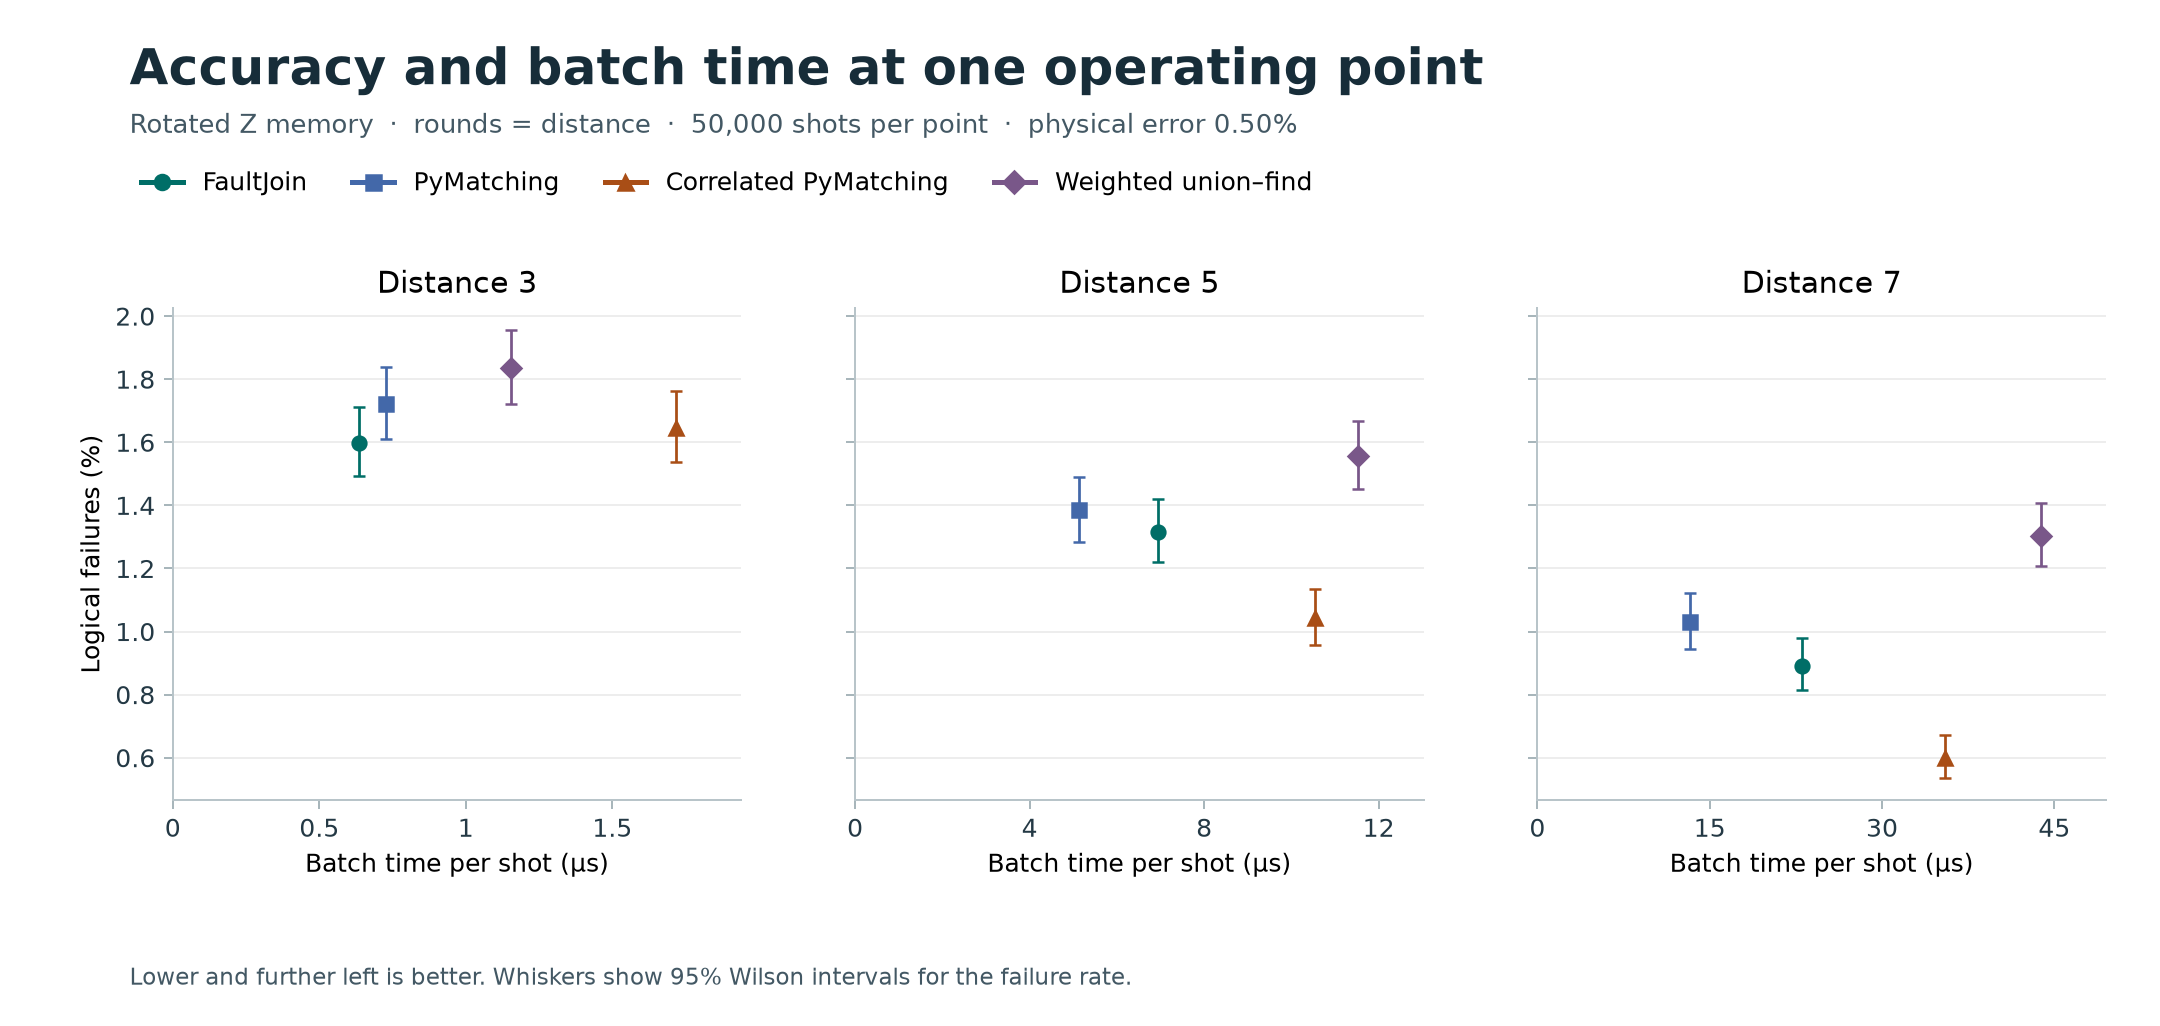 Accuracy and batch time at one operating point
Rotated Z memory · rounds = distance · 50,000 shots per point · physical error 0.50%
FaultJoin PyMatching Correlated PyMatching Weighted union–find
Distance 3 Distance 5 Distance 7
Logical failures (%)
2.0
1.8
1.6
1.4
1.2
1.0
0.8
0.6
0 0.5 1 1.5 0 4 8 12 0 15 30 45
Batch time per shot (µs) Batch time per shot (µs) Batch time per shot (µs)
Lower and further left is better. Whiskers show 95% Wilson intervals for the failure rate.